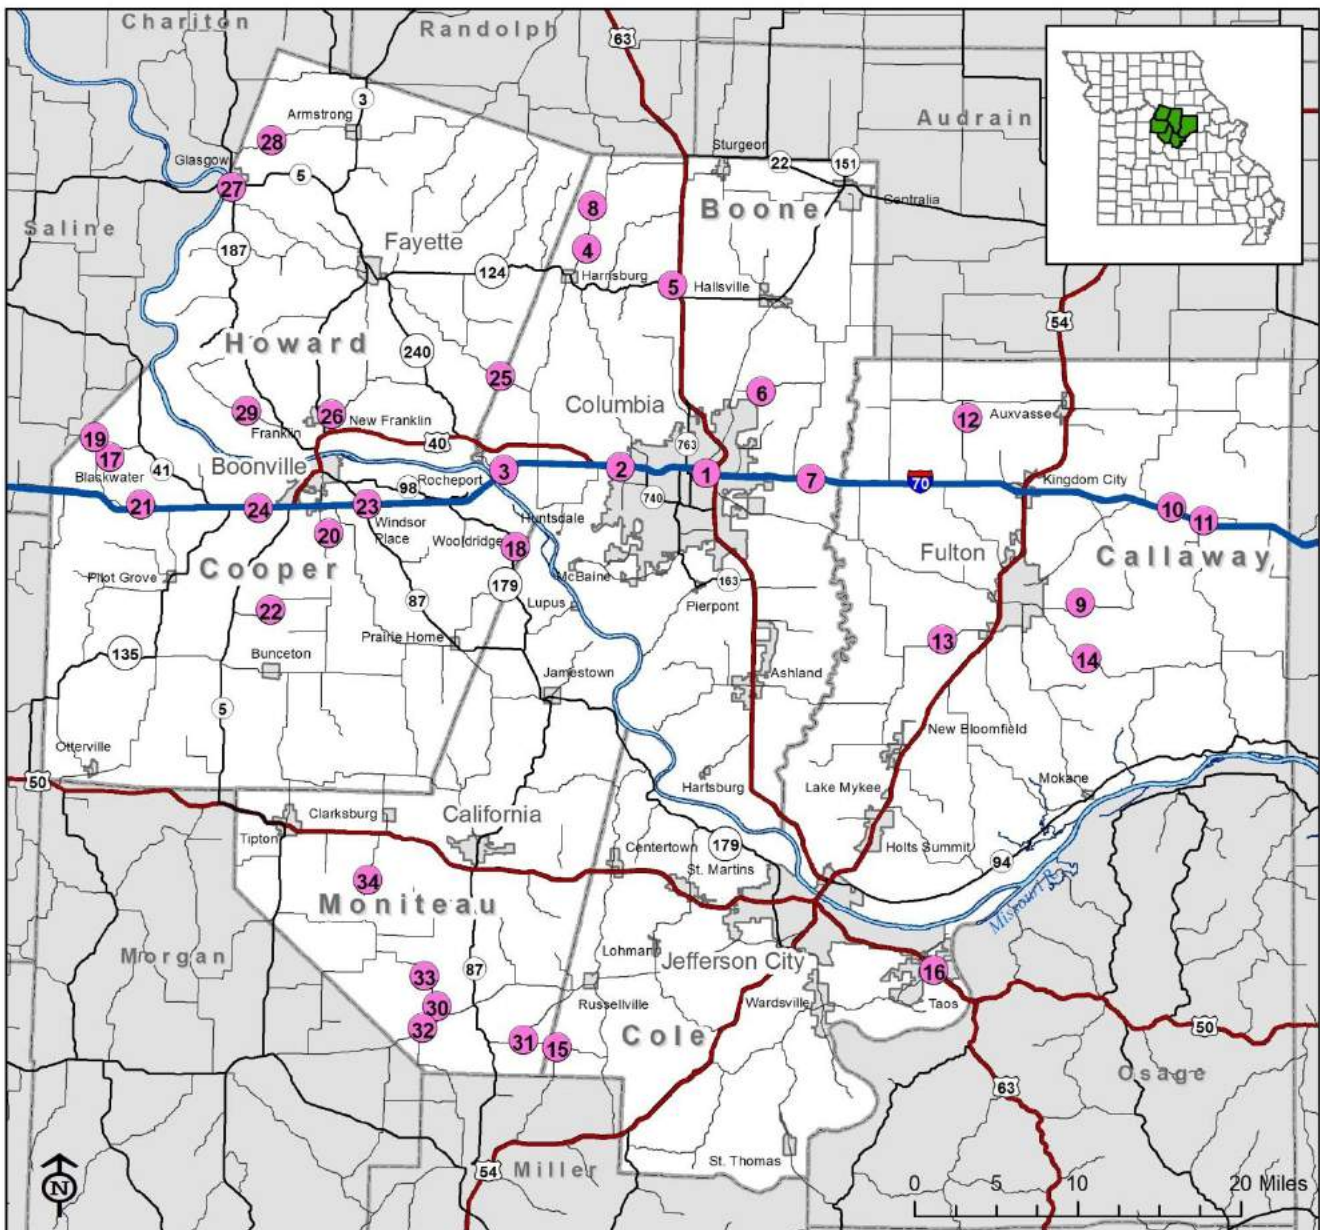 Chariton
Randolph
63
Audrain
3
Armstrong
28
Glasgow
27
5
Sturgeon
22
151
Centralia
Saline
8
Boone
4
187
Fayette
124
Harrisburg
5
Hallsville
54
Howard
240
25
6
Columbia
29
26
New Franklin
Franklin
12
Auxvasse
19
17
Blackwater
41
Boonville
40
763
Rocheport
3
2
1
7
70
Kingdom City
98
740
21
24
23
Windsor
Place
Huntsdale
10
11
20
Wooldridge
18
Fulton
Callaway
Pilot Grove
Cooper
McBaine
179
163
Pierpont
87
Lupus
9
22
13
135
Prairie Home
14
Bunceton
Jamestown
Ashland
5
New Bloomfield
Otterville
50
Hartsburg
Lake Mykee
Mokane
Clarksburg
California
Tipton
Centertown
179
St. Martins
Holts Summit
94
34
Moniteau
Missouri R.
Morgan
Lohman
Jefferson City
33
87
16
Russellville
Wardsville
Taos
30
32
31
15
Cole
50
Osage
63
N
54
Miller
St. Thomas
0 5 10 20 Miles